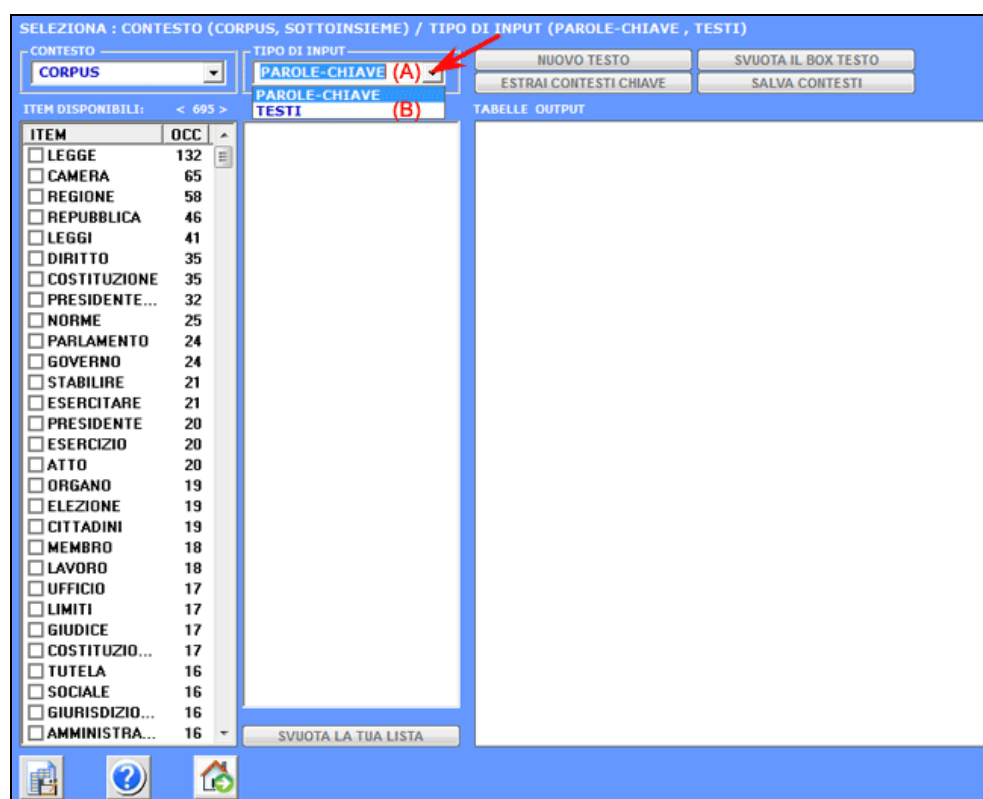 SELEZIONA : CONTESTO (CORPUS, SOTTOINSIEME) / TIPO DI INPUT (PAROLE-CHIAVE , TESTI)
CONTESTO
CORPUS
TIPO DI INPUT
PAROLE-CHIAVE (A)
PAROLE-CHIAVE
TESTI (B)
NUOVO TESTO
SVUOTA IL BOX TESTO
ESTRAI CONTESTI CHIAVE
SALVA CONTESTI
ITEM DISPONIBILI: < 695 >
TABELLE OUTPUT
ITEM OCC
LEGGE 132
CAMERA 65
REGIONE 58
REPUBBLICA 46
LEGGI 41
DIRITTO 35
COSTITUZIONE 35
PRESIDENTE... 32
NORME 25
PARLAMENTO 24
GOVERNO 24
STABILIRE 21
ESERCITARE 21
PRESIDENTE 20
ESERCIZIO 20
ATTO 20
ORGANO 19
ELEZIONE 19
CITTADINI 19
MEMBRO 18
LAVORO 18
UFFICIO 17
LIMITI 17
GIUDICE 17
COSTITUZIO... 17
TUTELA 16
SOCIALE 16
GIURISDIZIO... 16
AMMINISTRA... 16
SVUOTA LA TUA LISTA